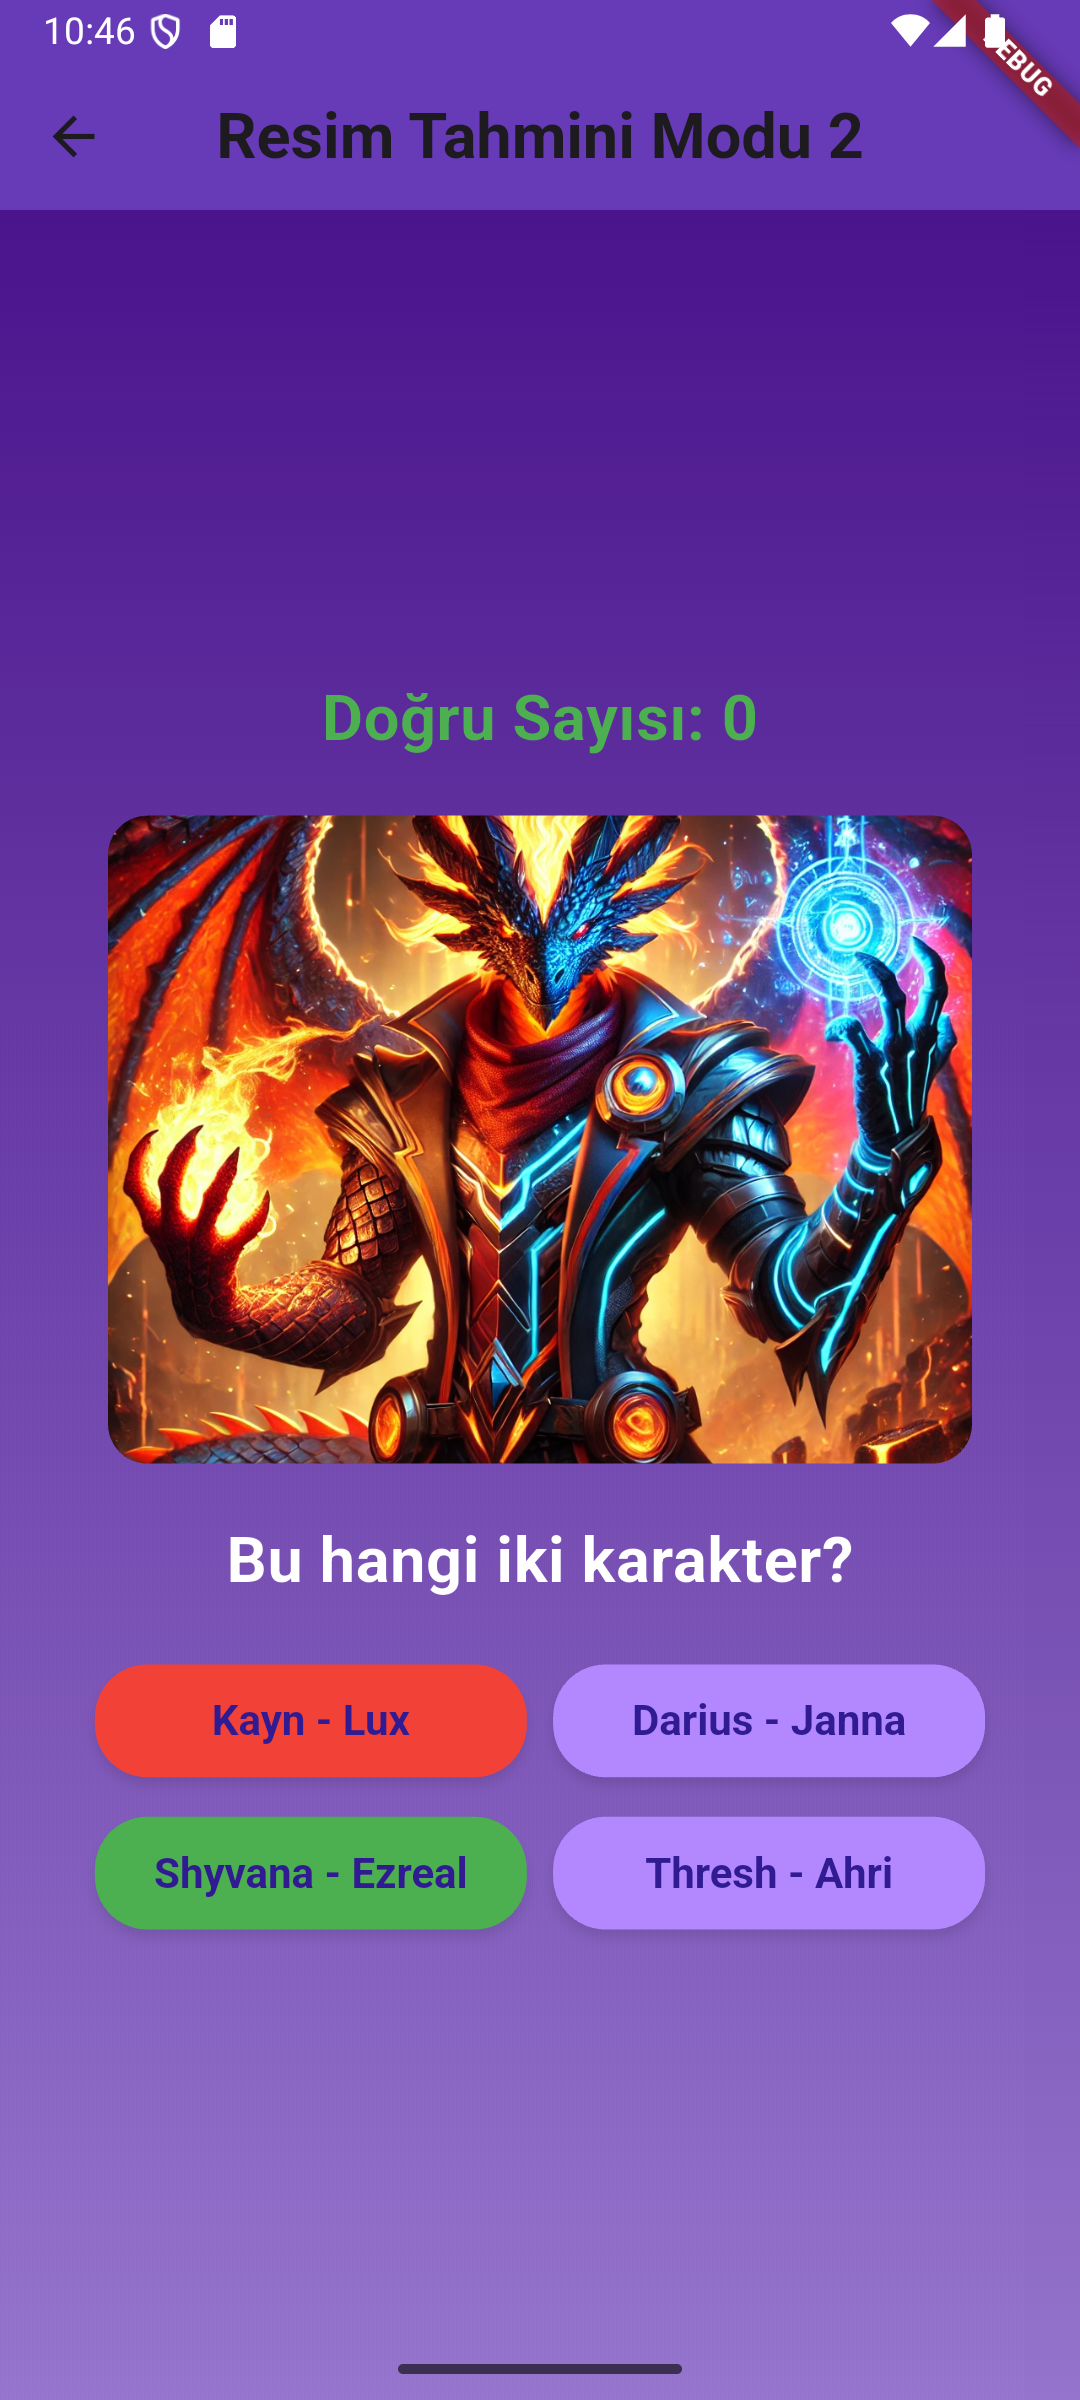 10:46
Resim Tahmini Modu 2
Doğru Sayısı: 0
Bu hangi iki karakter?
Kayn - Lux
Darius - Janna
Shyvana - Ezreal
Thresh - Ahri